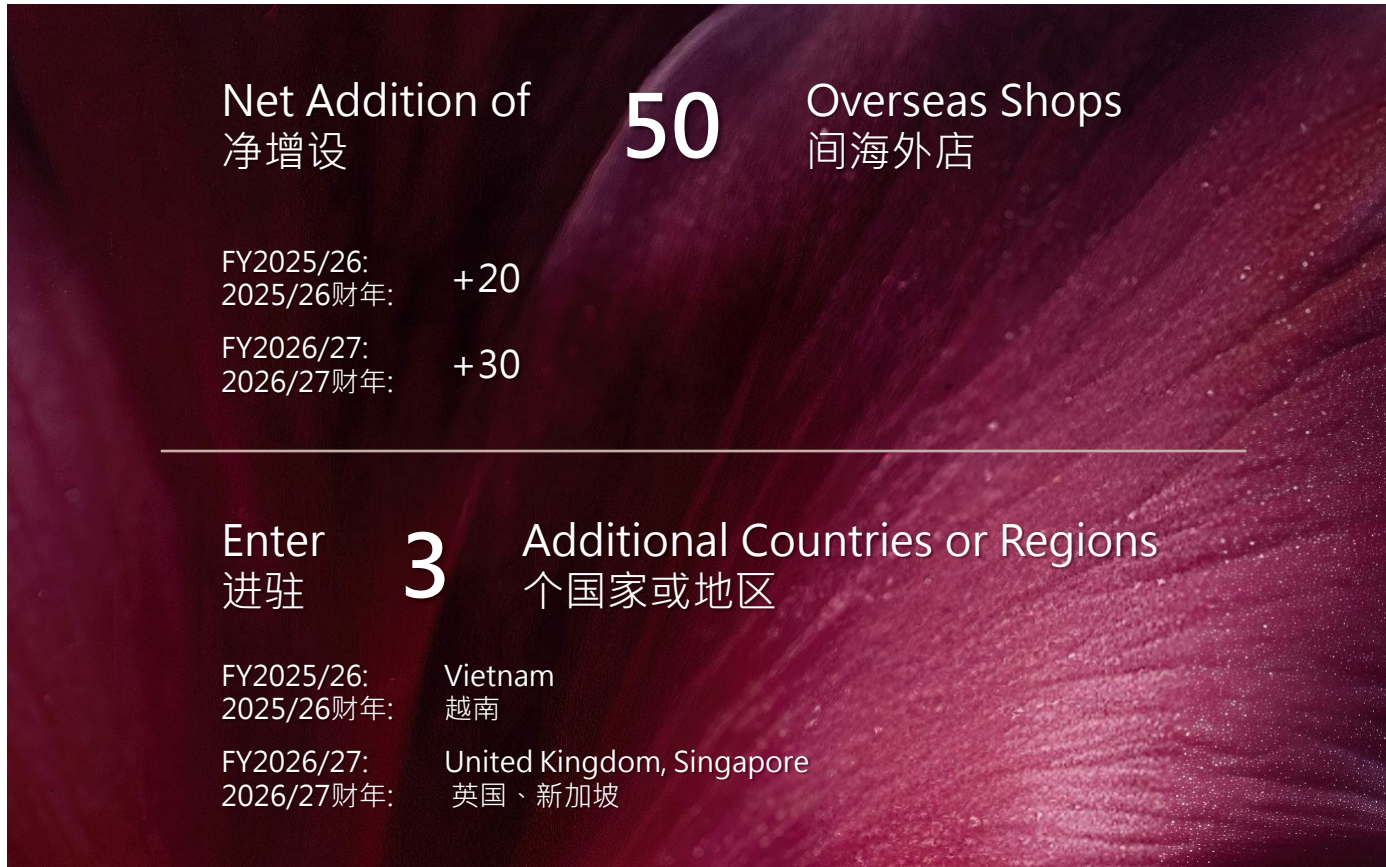 Net Addition of 50 Overseas Shops
净增设 间海外店
FY2025/26:
2025/26财年: +20
FY2026/27:
2026/27财年: +30
Enter 3 Additional Countries or Regions
进驻 个国家或地区
FY2025/26: Vietnam
2025/26财年: 越南
FY2026/27: United Kingdom, Singapore
2026/27财年: 英国、新加坡